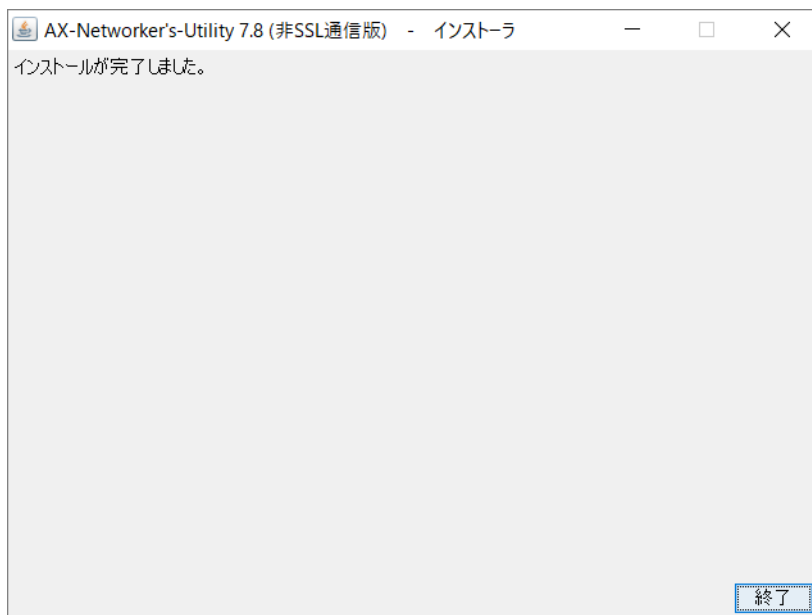 AX-Networker's-Utility 7.8 (非SSL通信版)　-　インストーラ
インストールが完了しました。
終了